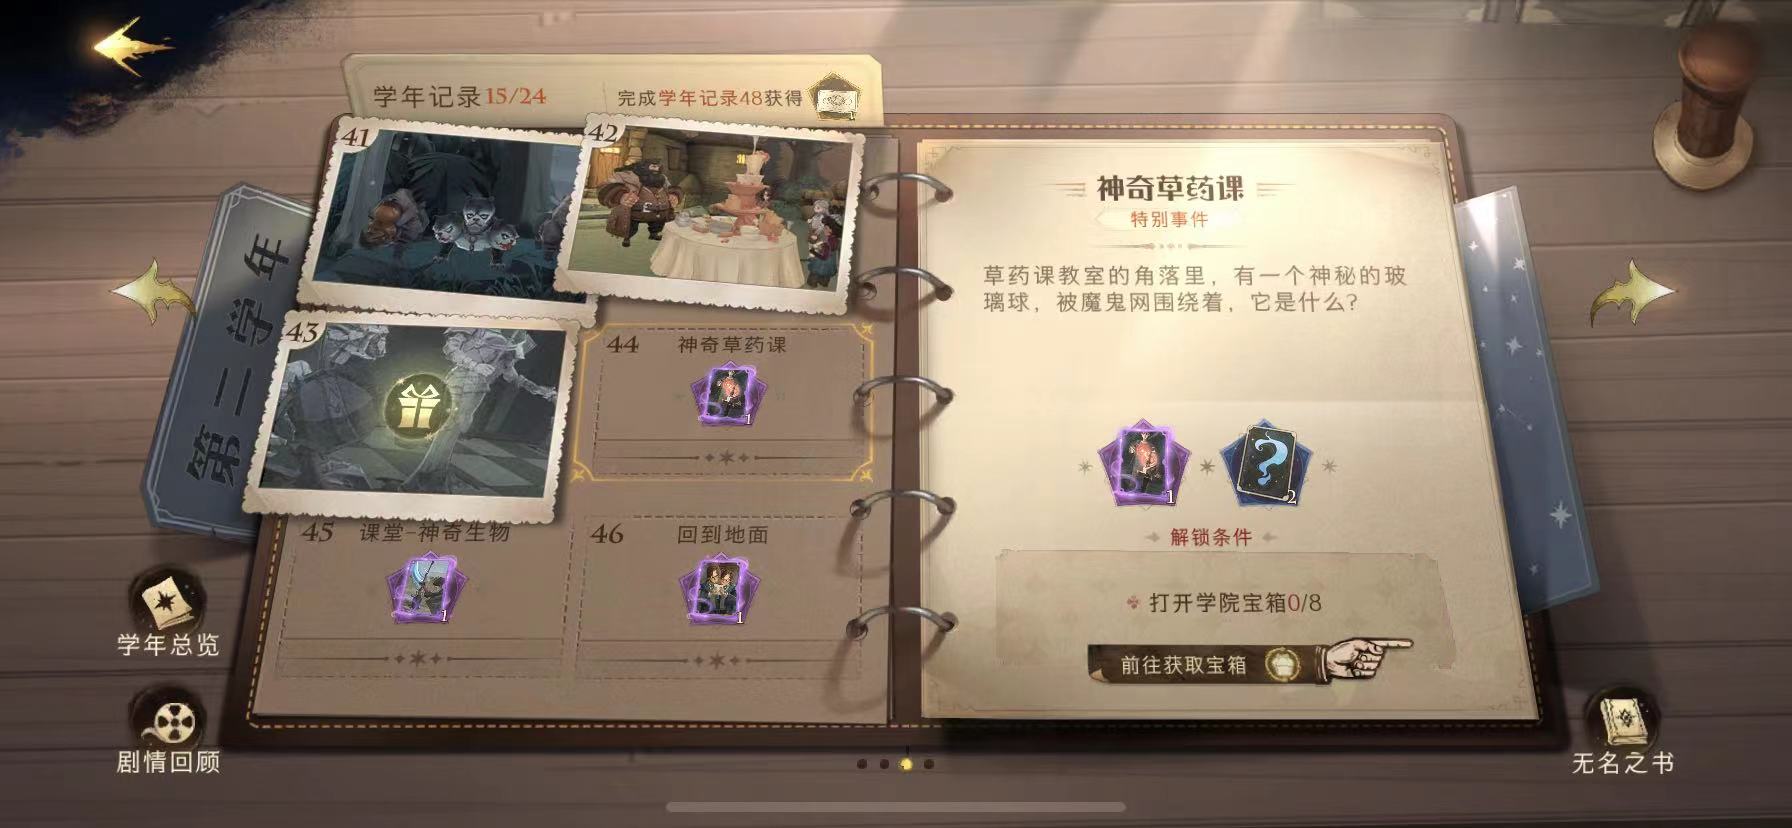 学年记录15/24
完成学年记录48获得
41
42
43
44 神奇草药课
1
45 课堂-神奇生物
1
46 回到地面
1
第二学年
神奇草药课
特别事件
草药课教室的角落里，有一个神秘的玻
璃球，被魔鬼网围绕着，它是什么？
1
2
解锁条件
打开学院宝箱0/8
前往获取宝箱
学年总览
剧情回顾
无名之书